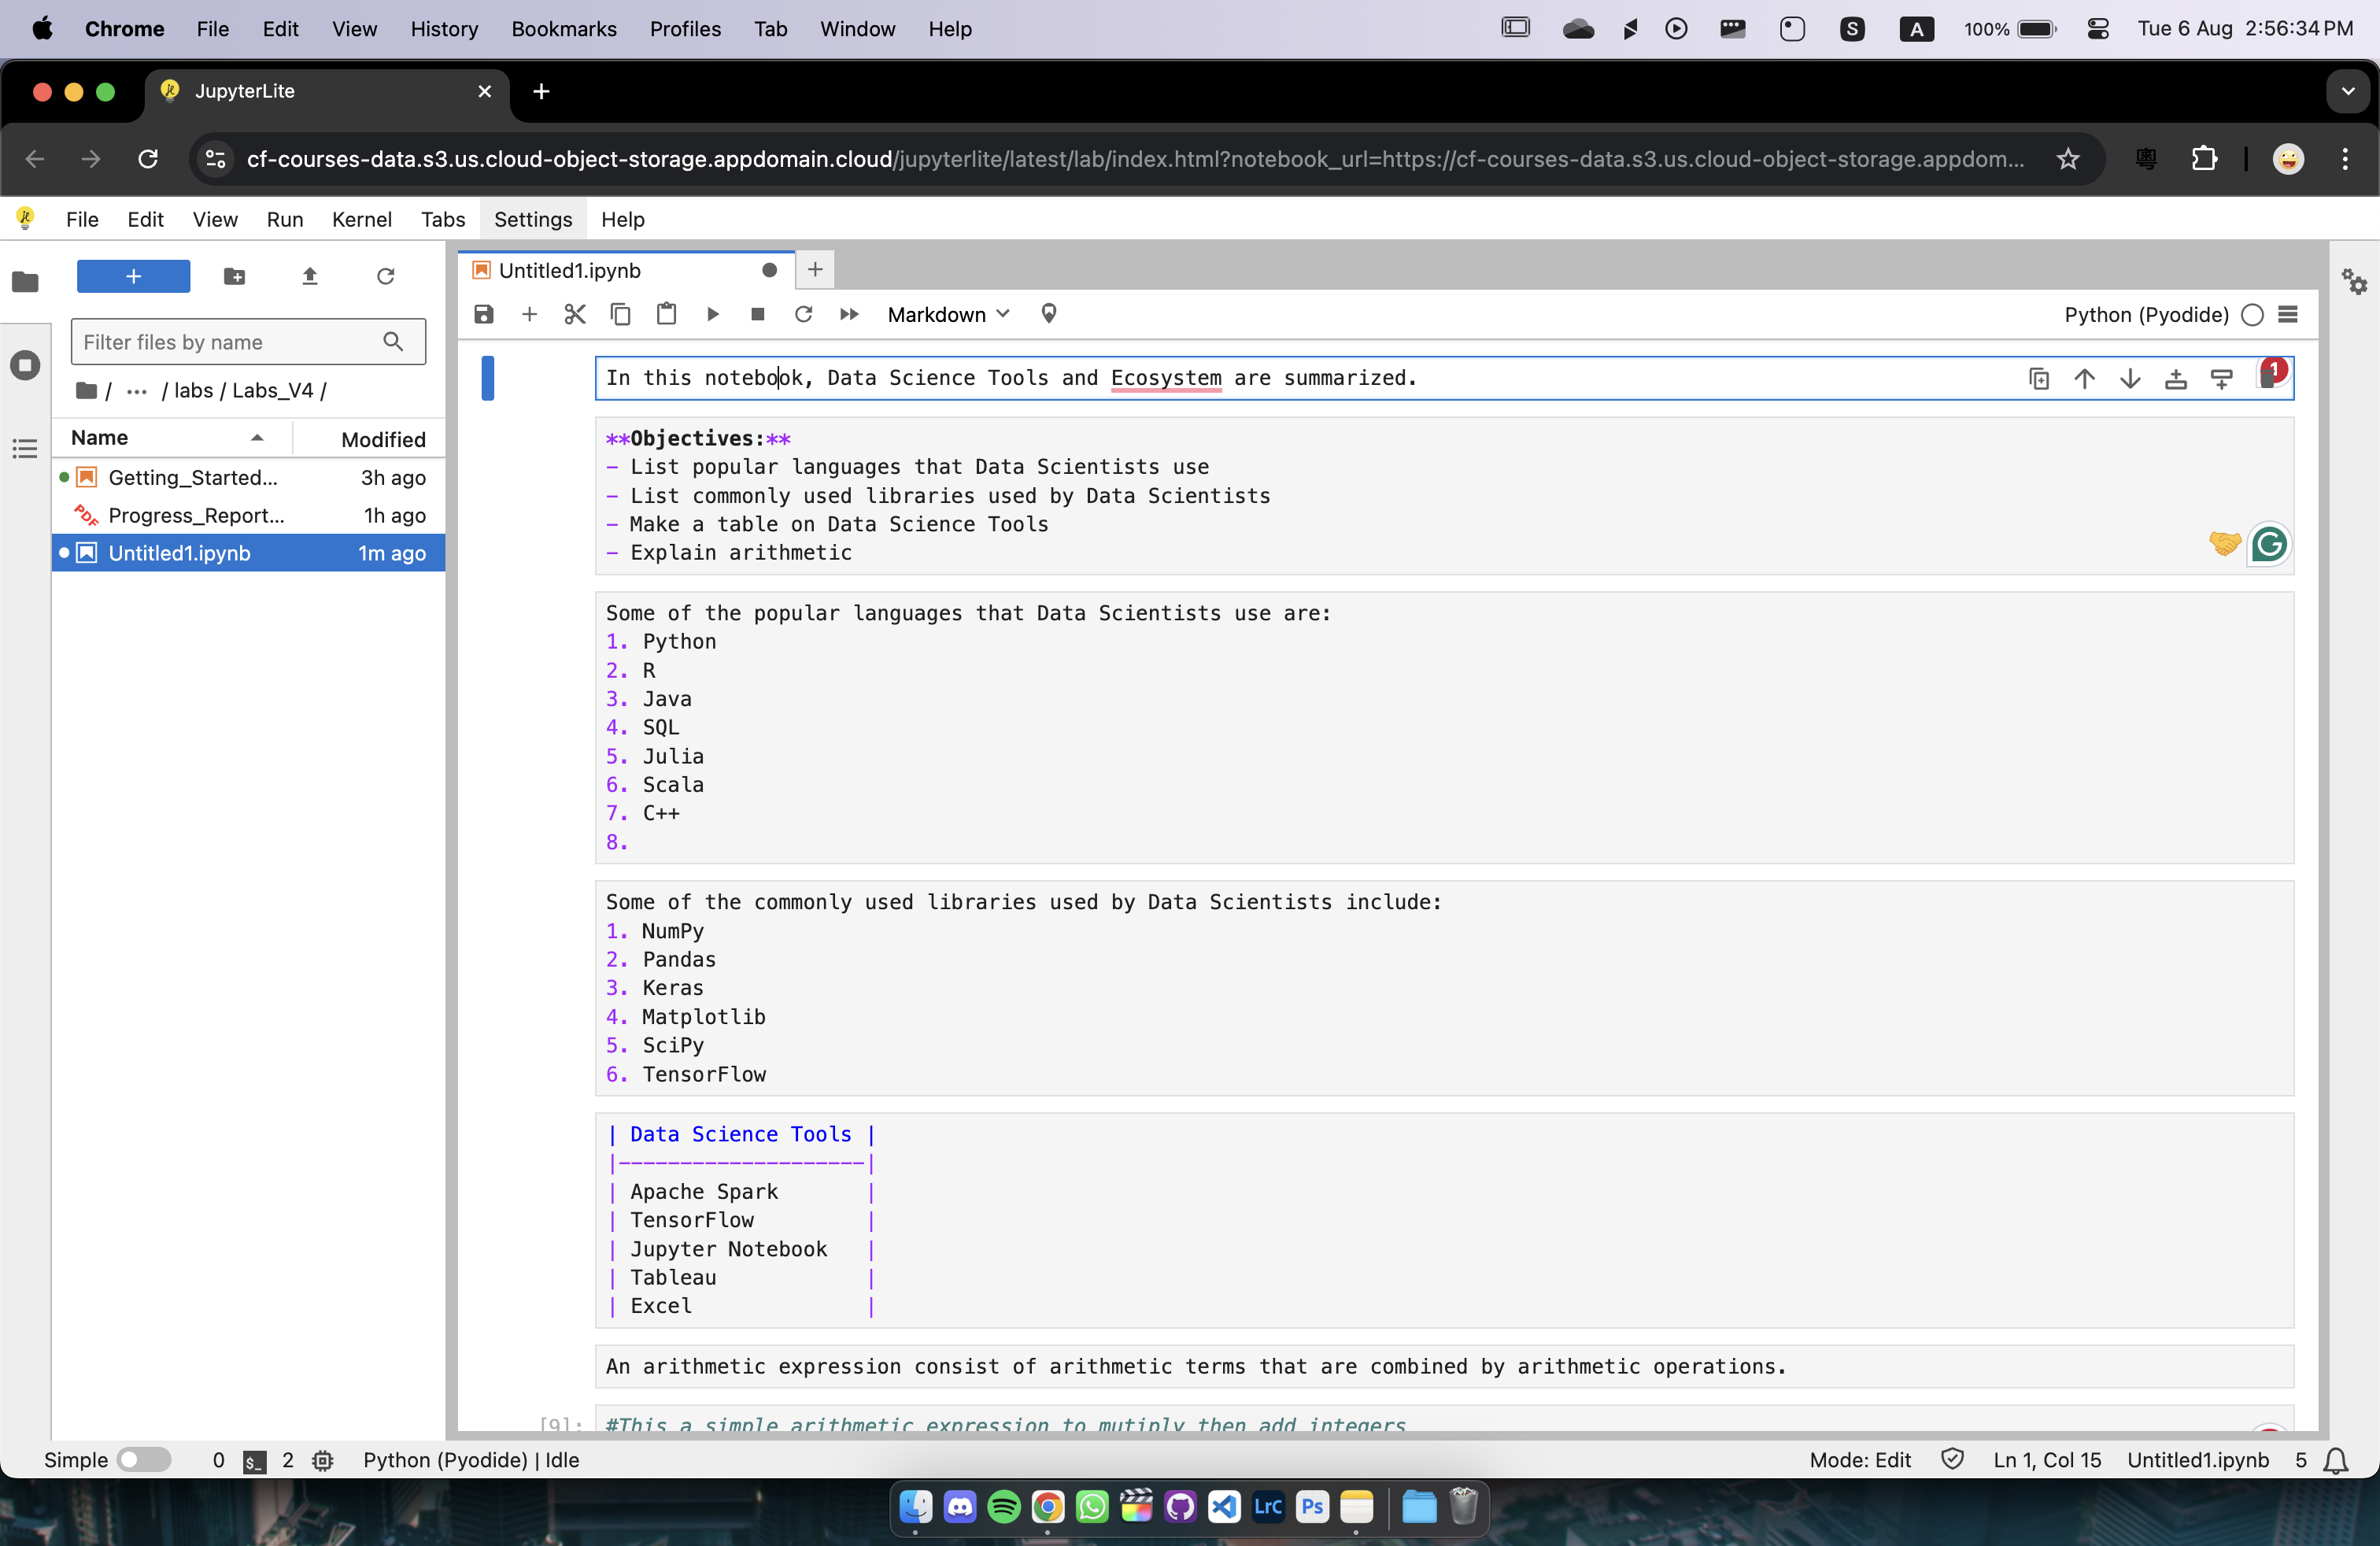 Chrome File Edit View History Bookmarks Profiles Tab Window Help S A 100% Tue 6 Aug 2:56:34 PM
JupyterLite
cf-courses-data.s3.us.cloud-object-storage.appdomain.cloud/jupyterlite/latest/lab/index.html?notebook_url=https://cf-courses-data.s3.us.cloud-object-storage.appdom... 粵
File Edit View Run Kernel Tabs Settings Help
Untitled1.ipynb
Markdown Python (Pyodide)
Filter files by name
/ ... / labs / Labs_V4 /
Name Modified
Getting_Started... 3h ago
PDF Progress_Report... 1h ago
Untitled1.ipynb 1m ago
In this notebook, Data Science Tools and Ecosystem are summarized. 1
**Objectives:**
- List popular languages that Data Scientists use
- List commonly used libraries used by Data Scientists
- Make a table on Data Science Tools
- Explain arithmetic
Some of the popular languages that Data Scientists use are:
1. Python
2. R
3. Java
4. SQL
5. Julia
6. Scala
7. C++
8.
Some of the commonly used libraries used by Data Scientists include:
1. NumPy
2. Pandas
3. Keras
4. Matplotlib
5. SciPy
6. TensorFlow
| Data Science Tools |
|--------------------|
| Apache Spark |
| TensorFlow |
| Jupyter Notebook |
| Tableau |
| Excel |
An arithmetic expression consist of arithmetic terms that are combined by arithmetic operations.
[9]: #This a simple arithmetic expression to mutiply then add integers
Simple 0 $_ 2 Python (Pyodide) | Idle Mode: Edit Ln 1, Col 15 Untitled1.ipynb 5
LrC Ps